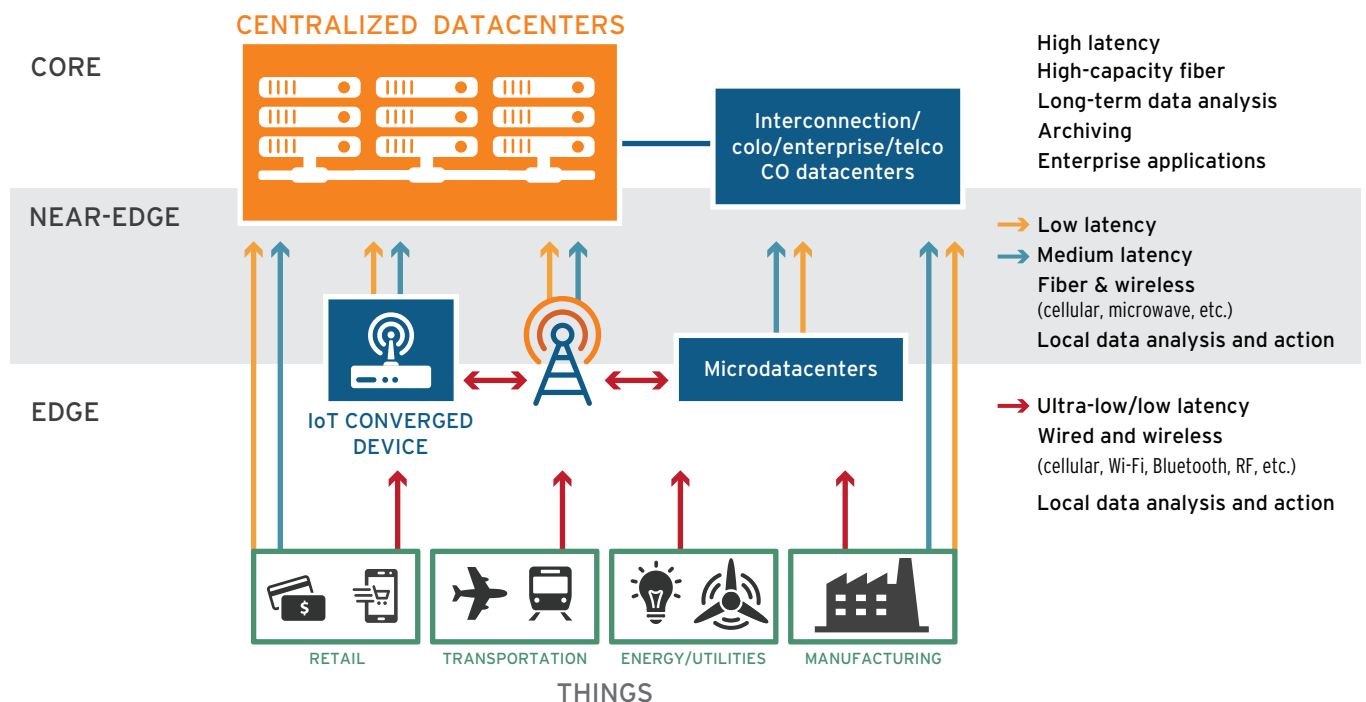 CENTRALIZED DATACENTERS
CORE
Interconnection/
colo/enterprise/telco
CO datacenters
High latency
High-capacity fiber
Long-term data analysis
Archiving
Enterprise applications
NEAR-EDGE
Low latency
Medium latency
Fiber & wireless
(cellular, microwave, etc.)
Local data analysis and action
Microdatacenters
EDGE
IoT CONVERGED
DEVICE
Ultra-low/low latency
Wired and wireless
(cellular, Wi-Fi, Bluetooth, RF, etc.)
Local data analysis and action
$
RETAIL
TRANSPORTATION
ENERGY/UTILITIES
MANUFACTURING
THINGS